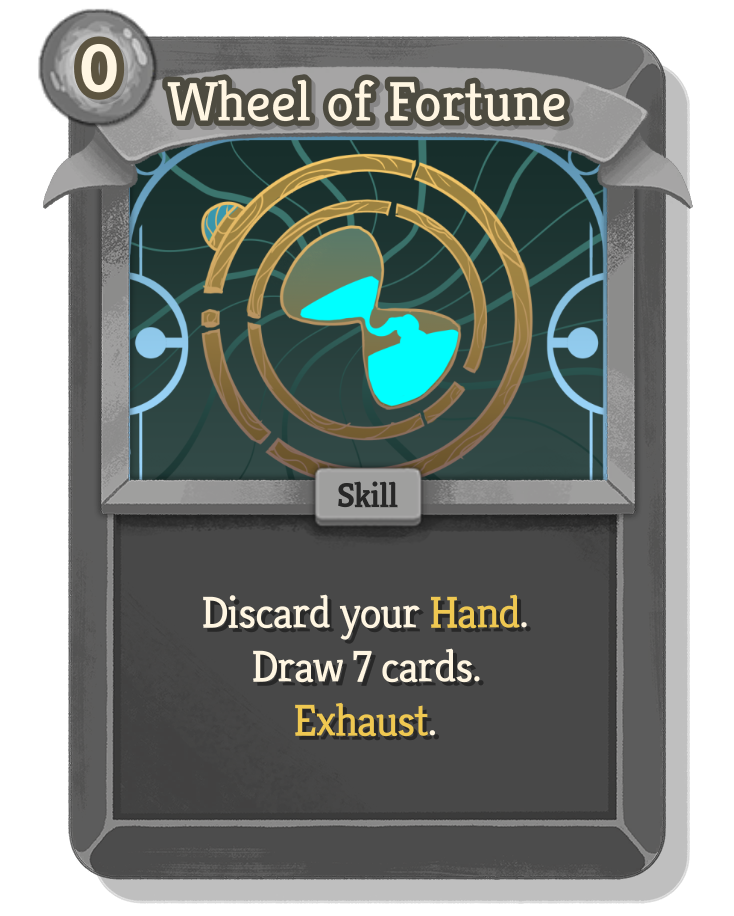 0
Wheel of Fortune
Skill
Discard your Hand.
Draw 7 cards.
Exhaust.